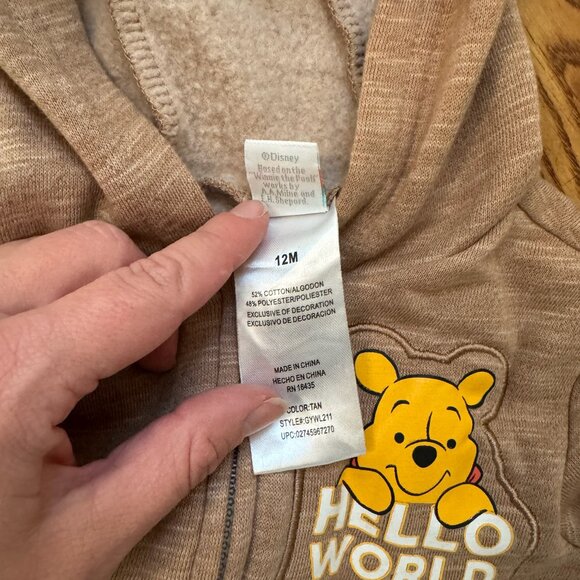 ©Disney
Based on the
"Winnie the Pooh"
works by
A.A.Milne and
E.H.Shepard.
12M
52% COTTON/ALGODON
48% POLYESTER/POLIESTER
EXCLUSIVE OF DECORATION
EXCLUSIVO DE DECORACION
MADE IN CHINA
HECHO EN CHINA
RN 16435
COLOR:TAN
STYLE#:GYWL211
UPC:02745967270
HELLO
WORLD